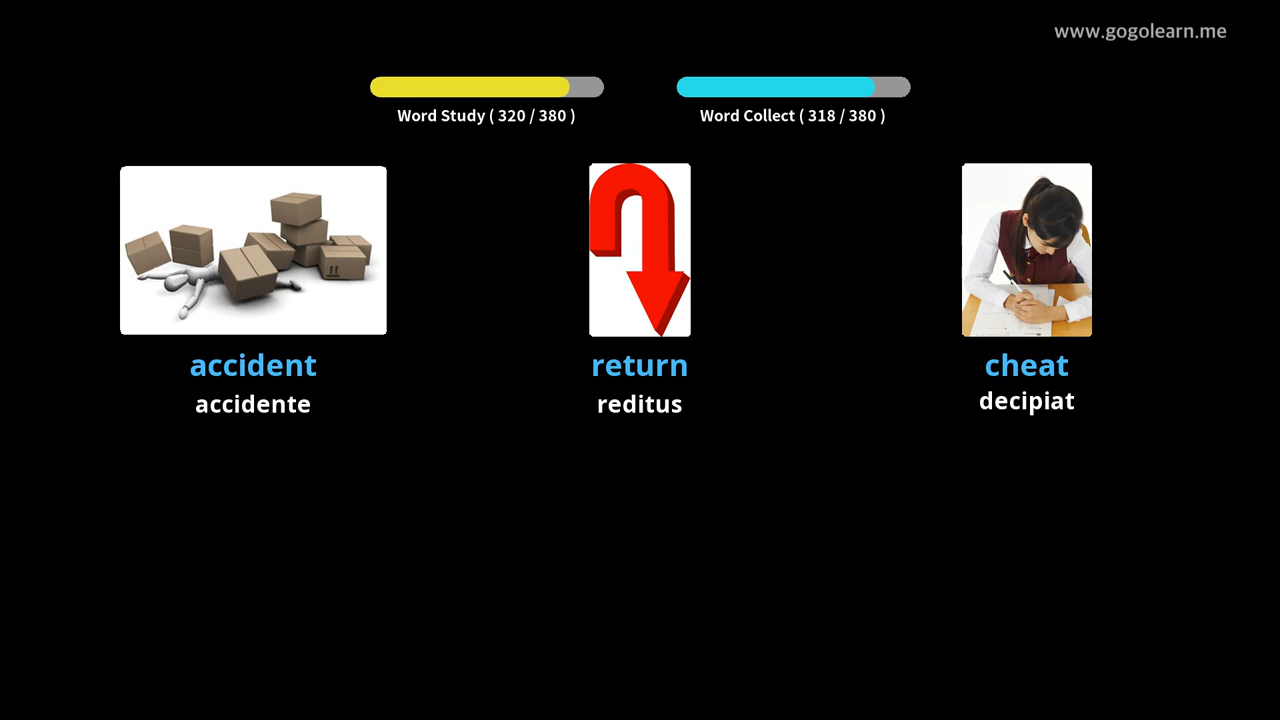 www.gogolearn.me
Word Study ( 320 / 380 )
Word Collect ( 318 / 380 )
accident
accidente
return
reditus
cheat
decipiat